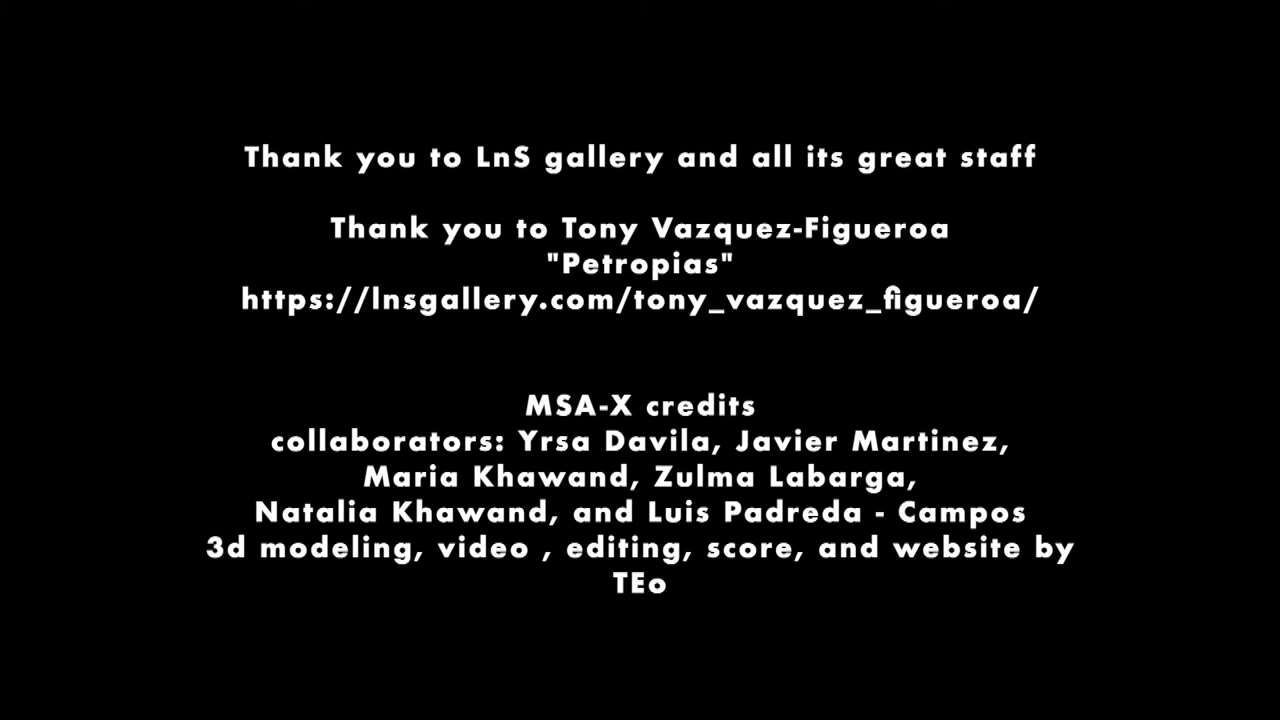 Thank you to LnS gallery and all its great staff
Thank you to Tony Vazquez-Figueroa
"Petropias"
https://lnsgallery.com/tony_vazquez_figueroa/
MSA-X credits
collaborators: Yrsa Davila, Javier Martinez,
Maria Khawand, Zulma Labarga,
Natalia Khawand, and Luis Padreda - Campos
3d modeling, video , editing, score, and website by
TEo